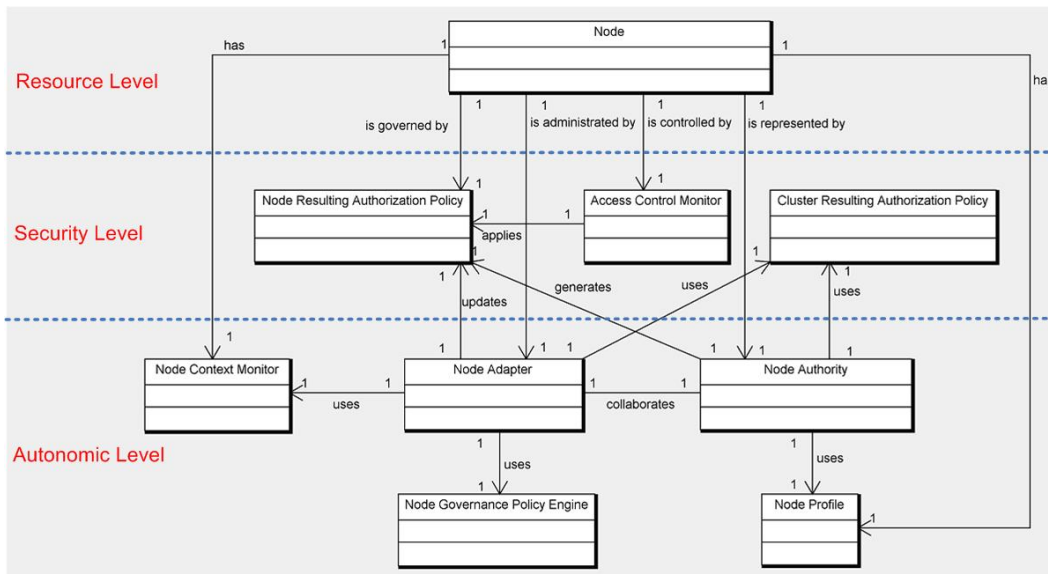 Node
has
1
1
ha
Resource Level
1
1
1
1
is governed by
is administrated by
is controlled by
is represented by
1
1
Node Resulting Authorization Policy
Access Control Monitor
Cluster Resulting Authorization Policy
1
1
Security Level
applies
1
1
1
1
generates
uses
uses
updates
1
1
1
1
1
1
1
1
Node Context Monitor
Node Adapter
Node Authority
1
1
1
1
uses
collaborates
Autonomic Level
1
1
uses
uses
1
1
Node Governance Policy Engine
Node Profile
1